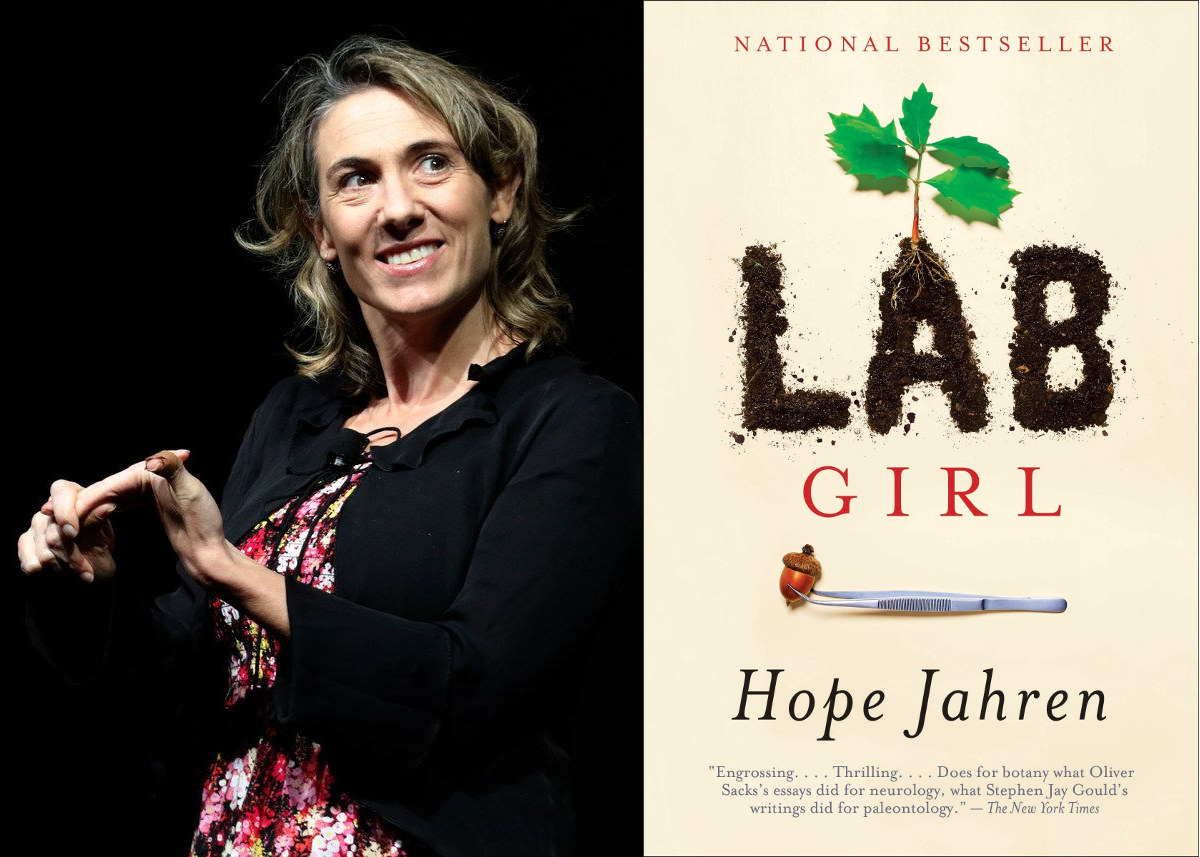 NATIONAL BESTSELLER
LAB
GIRL
Hope Jahren
"Engrossing. . . . Thrilling. . . . Does for botany what Oliver
Sacks's essays did for neurology, what Stephen Jay Gould's
writings did for paleontology." — The New York Times